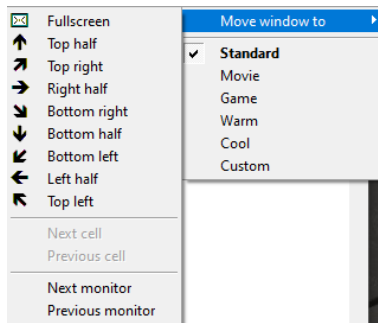 Fullscreen
Top half
Top right
Right half
Bottom right
Bottom half
Bottom left
Left half
Top left
Next cell
Previous cell
Next monitor
Previous monitor
Move window to
Standard
Movie
Game
Warm
Cool
Custom